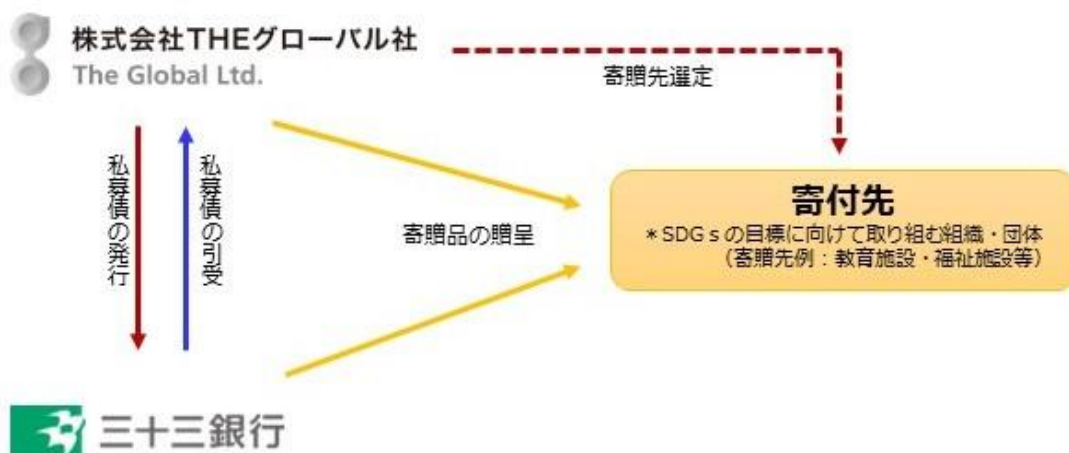 株式会社THEグローバル社
The Global Ltd.
寄贈先選定
私募債の発行
私募債の引受
寄贈品の贈呈
寄付先
＊SDGｓの目標に向けて取り組む組織・団体
（寄贈先例：教育施設・福祉施設等）
三十三銀行